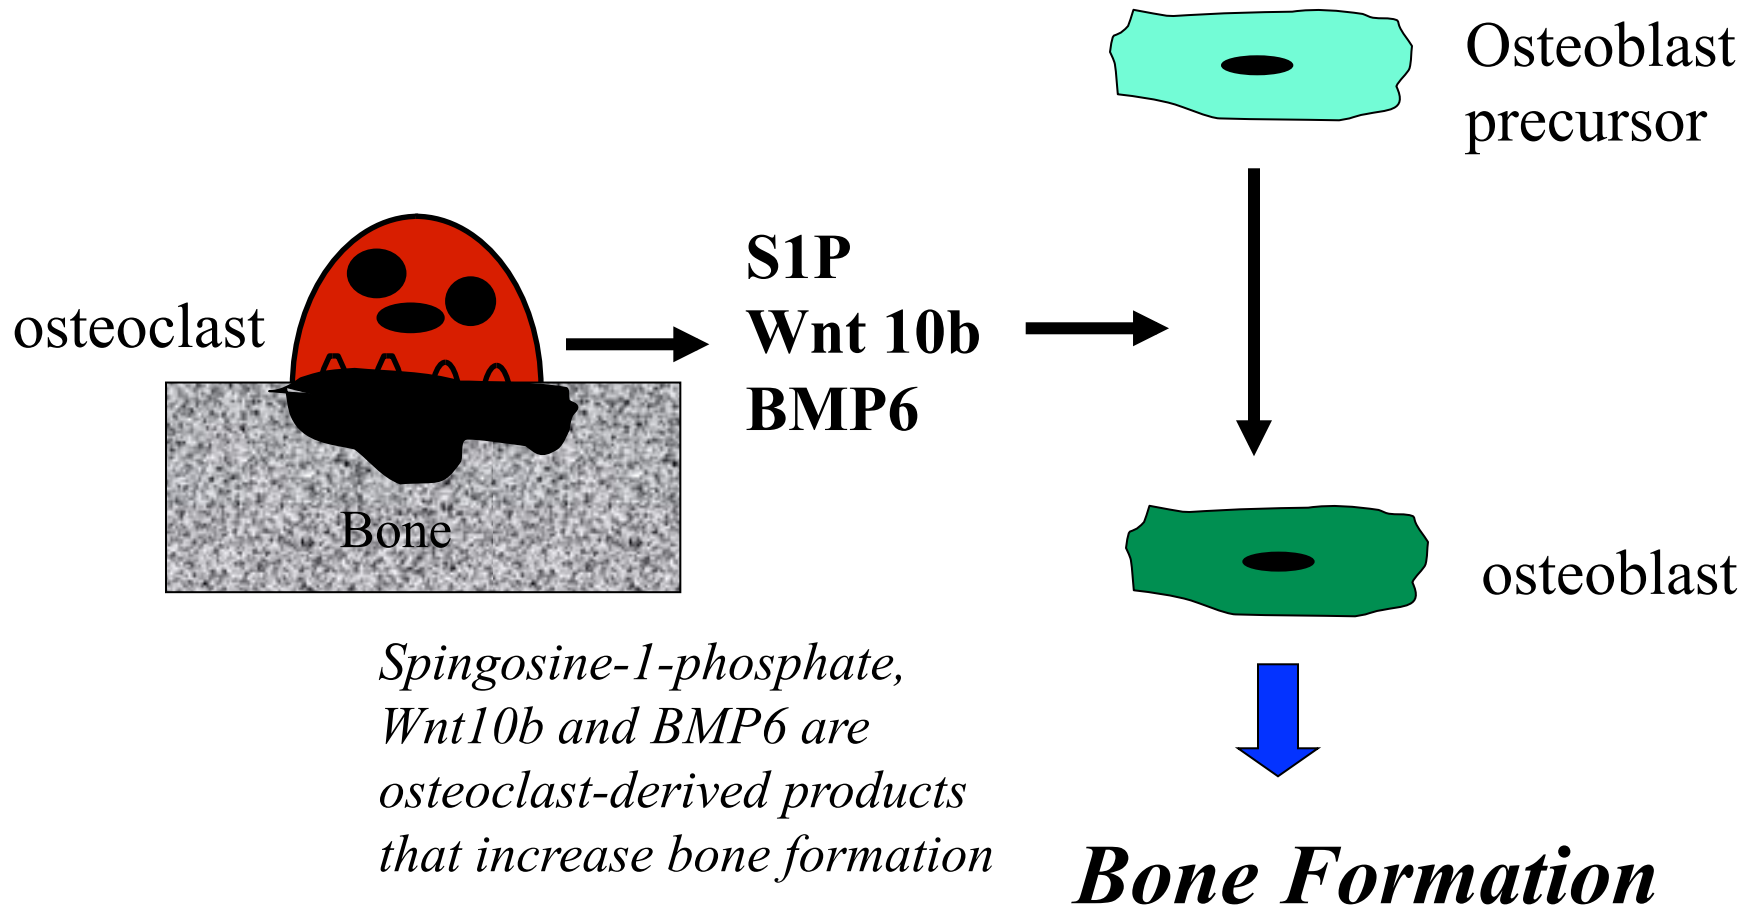 Osteoblast
precursor
osteoclast
S1P
Wnt 10b
BMP6
Bone
osteoblast
Spingosine-1-phosphate,
Wnt10b and BMP6 are
osteoclast-derived products
that increase bone formation
Bone Formation